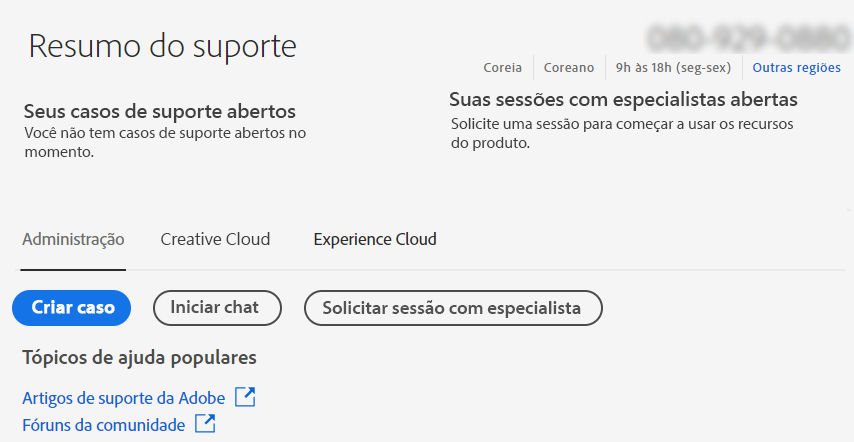 Resumo do suporte
Coreia
Coreano
9h às 18h (seg-sex)
Outras regiões
Seus casos de suporte abertos
Você não tem casos de suporte abertos no
momento.
Suas sessões com especialistas abertas
Solicite uma sessão para começar a usar os recursos
do produto.
Administração
Creative Cloud
Experience Cloud
Criar caso
Iniciar chat
Solicitar sessão com especialista
Tópicos de ajuda populares
Artigos de suporte da Adobe
Fóruns da comunidade